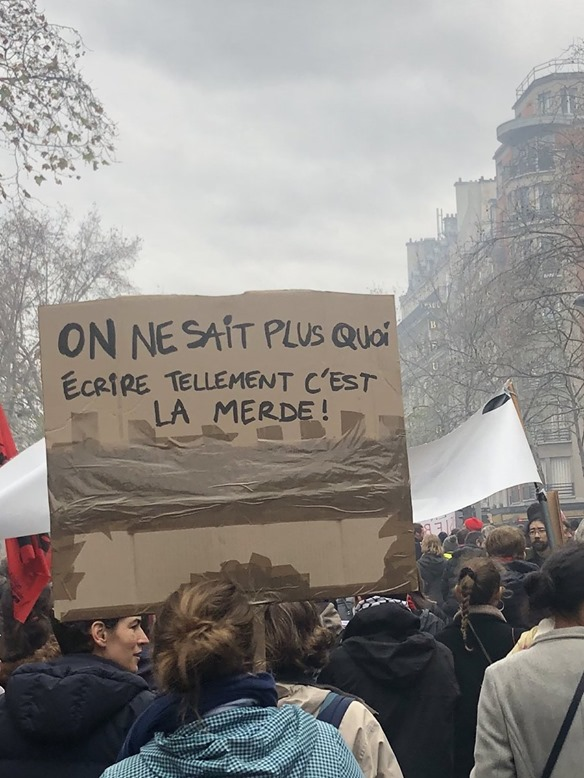 ON NE SAIT PLUS QUOI
ÉCRIRE TELLEMENT C'EST
LA MERDE!